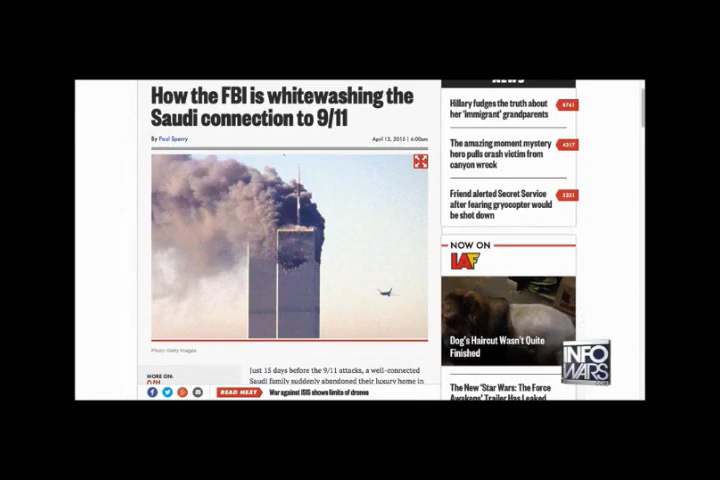 How the FBI is whitewashing the
Saudi connection to 9/11
By Paul Sperry
April 12, 2015 | 6:00am
Photo: Getty Images
MORE ON:
Just 15 days before the 9/11 attacks, a well-connected
Saudi family suddenly abandoned their luxury home in
READ NEXT
War against ISIS shows limits of drones
NEWS
Hillary fudges the truth about
her 'immigrant' grandparents
The amazing moment mystery
hero pulls crash victim from
canyon wreck
Friend alerted Secret Service
after fearing gryocopter would
be shot down
NOW ON
LAF
Dog's Haircut Wasn't Quite
Finished
The New 'Star Wars: The Force
Awakens' Trailer Has Leaked
INFO
WARS